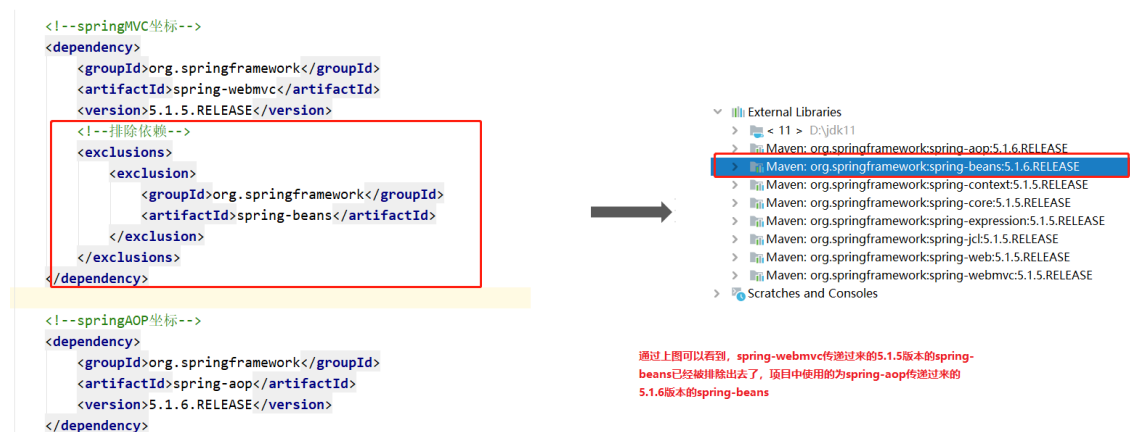 <!--springMVC坐标-->
<dependency>
<groupId>org.springframework</groupId>
<artifactId>spring-webmvc</artifactId>
<version>5.1.5.RELEASE</version>
<!--排除依赖-->
<exclusions>
<exclusion>
<groupId>org.springframework</groupId>
<artifactId>spring-beans</artifactId>
</exclusion>
</exclusions>
</dependency>
<!--springAOP坐标-->
<dependency>
<groupId>org.springframework</groupId>
<artifactId>spring-aop</artifactId>
<version>5.1.6.RELEASE</version>
</dependency>
External Libraries
< 11 > D:\jdk11
Maven: org.springframework:spring-aop:5.1.6.RELEASE
Maven: org.springframework:spring-beans:5.1.6.RELEASE
Maven: org.springframework:spring-context:5.1.5.RELEASE
Maven: org.springframework:spring-core:5.1.5.RELEASE
Maven: org.springframework:spring-expression:5.1.5.RELEASE
Maven: org.springframework:spring-jcl:5.1.5.RELEASE
Maven: org.springframework:spring-web:5.1.5.RELEASE
Maven: org.springframework:spring-webmvc:5.1.5.RELEASE
Scratches and Consoles
通过上图可以看到，spring-webmvc传递过来的5.1.5版本的spring-
beans已经被排除出去了，项目中使用的为spring-aop传递过来的
5.1.6版本的spring-beans